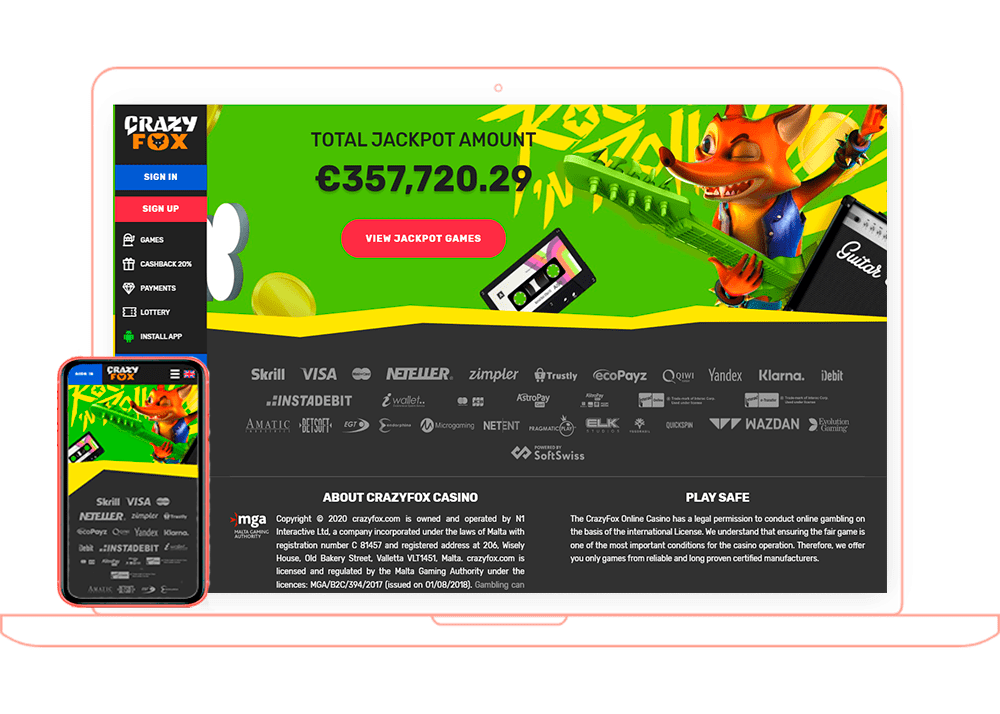 CRAZY
FOX
SIGN IN
SIGN UP
GAMES
CASHBACK 20%
PAYMENTS
LOTTERY
INSTALL APP
TOTAL JACKPOT AMOUNT
€357,720.29
VIEW JACKPOT GAMES
'N'
Guitar
Skrill VISA NETELLER zimpler Trustly ecoPayz QIWI Yandex Klarna. iDebit
INSTADEBIT iwallet.. AstroPay
AMATIC BETSOFT EGT Endorphina Microgaming NETENT PRAGMATIC PLAY ELK STUDIOS QUICKSPIN WAZDAN Evolution Gaming
POWERED BY
SoftSwiss
ABOUT CRAZYFOX CASINO
mga
MALTA GAMING
AUTHORITY
Copyright © 2020 crazyfox.com is owned and operated by N1
Interactive Ltd, a company incorporated under the laws of Malta with
registration number C 81457 and registered address at 206, Wisely
House, Old Bakery Street, Valletta VLT1451, Malta. crazyfox.com is
licensed and regulated by the Malta Gaming Authority under the
licences: MGA/B2C/394/2017 (issued on 01/08/2018). Gambling can
PLAY SAFE
The CrazyFox Online Casino has a legal permission to conduct online gambling on
the basis of the international License. We understand that ensuring the fair game is
one of the most important conditions for the casino operation. Therefore, we offer
you only games from reliable and long proven certified manufacturers.
SIGN IN
CRAZY
FOX
Skrill VISA
NETELLER zimpler Trustly
ecoPayz QIWI Yandex Klarna.
iDebit INSTADEBIT iwallet..
AMATIC BETSOFT EGT